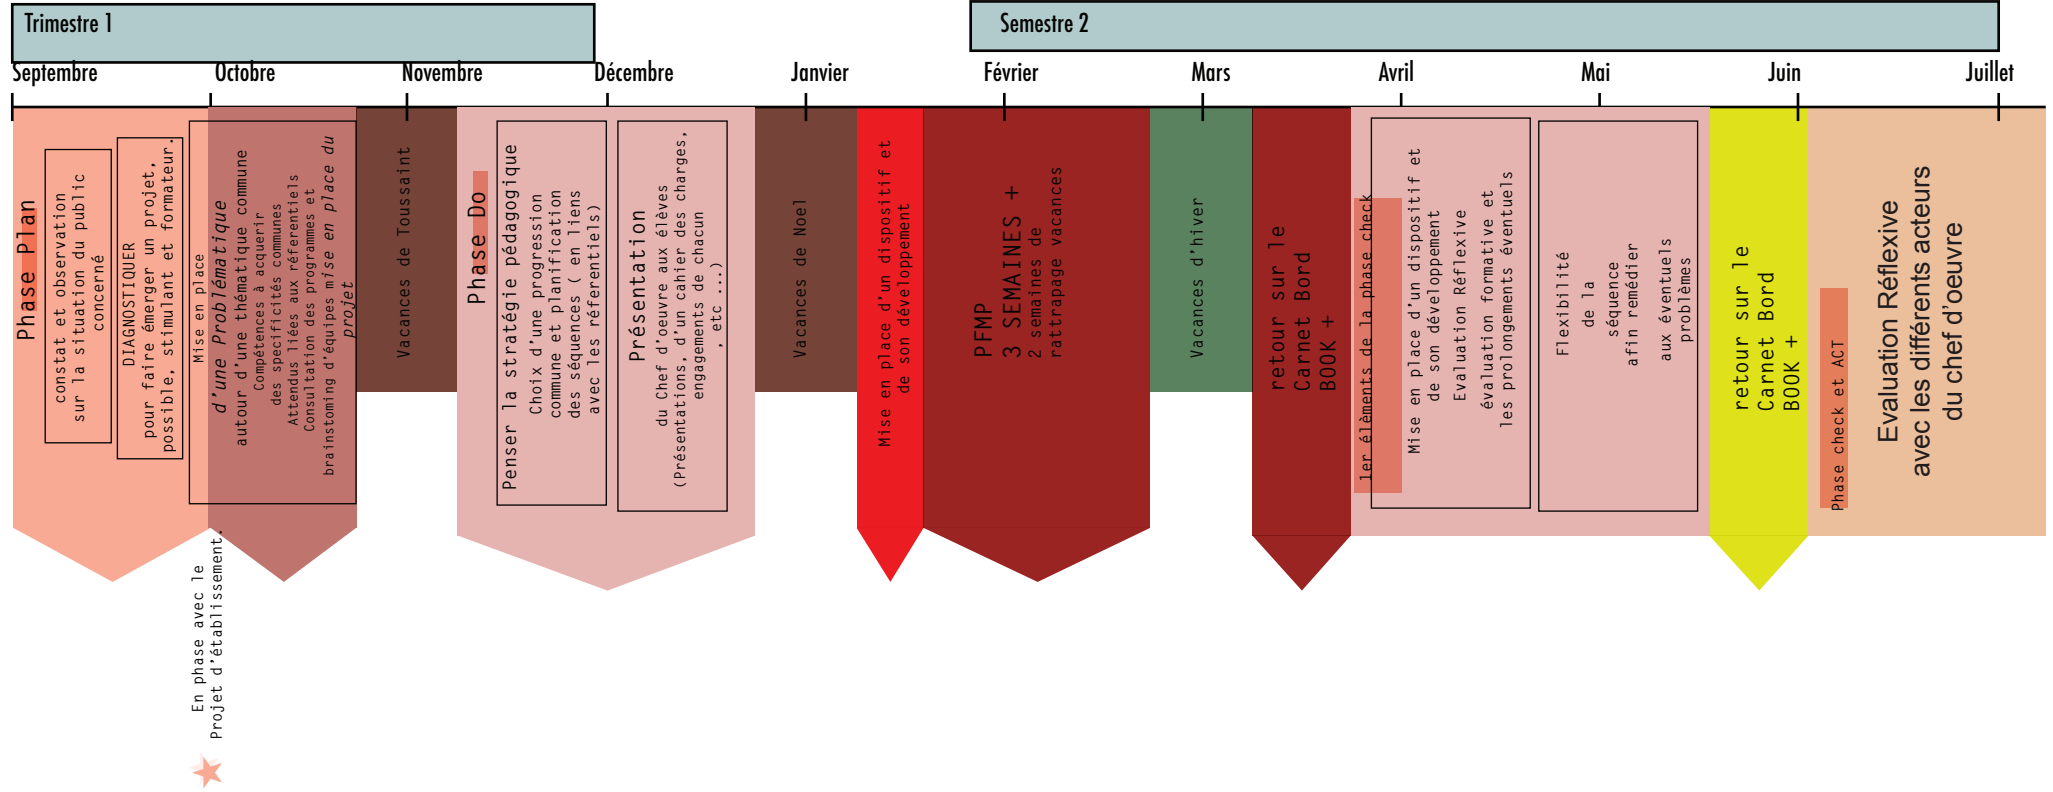 Trimestre 1
Semestre 2
Septembre
Octobre
Novembre
Décembre
Janvier
Février
Mars
Avril
Mai
Juin
Juillet
Phase Plan
constat et observation
sur la situation du public
concerné
DIAGNOSTIQUER
pour faire émerger un projet,
possible, stimulant et formateur.
Mise en place
d'une Problématique
autour d'une thématique commune
Compétences à acquerir
des specificités communes
Attendus liées aux réferentiels
Consultation des programmes et
brainstoming d'équipes mise en place du
projet
En phase avec le
Projet d'établissement.
Vacances de Toussaint
Phase Do
Penser la stratégie pédagogique
Choix d'une progression
commune et planification
des séquences ( en liens
avec les référentiels)
Présentation
du Chef d'oeuvre aux élèves
(Présentations, d'un cahier des charges,
engagements de chacun
, etc ...)
Vacances de Noel
Mise en place d'un dispositif et
de son développement
PFMP
3 SEMAINES +
2 semaines de
rattrapage vacances
Vacances d'hiver
retour sur le
Carnet Bord
BOOK +
1er élèments de la phase check
Mise en place d'un dispositif et
de son développement
Evaluation Réflexive
évaluation formative et
les prolongements éventuels
Flexibilité
de la
séquence
afin remédier
aux éventuels
problèmes
retour sur le
Carnet Bord
BOOK +
Phase check et ACT
Evaluation Réflexive
avec les différents acteurs
du chef d'oeuvre